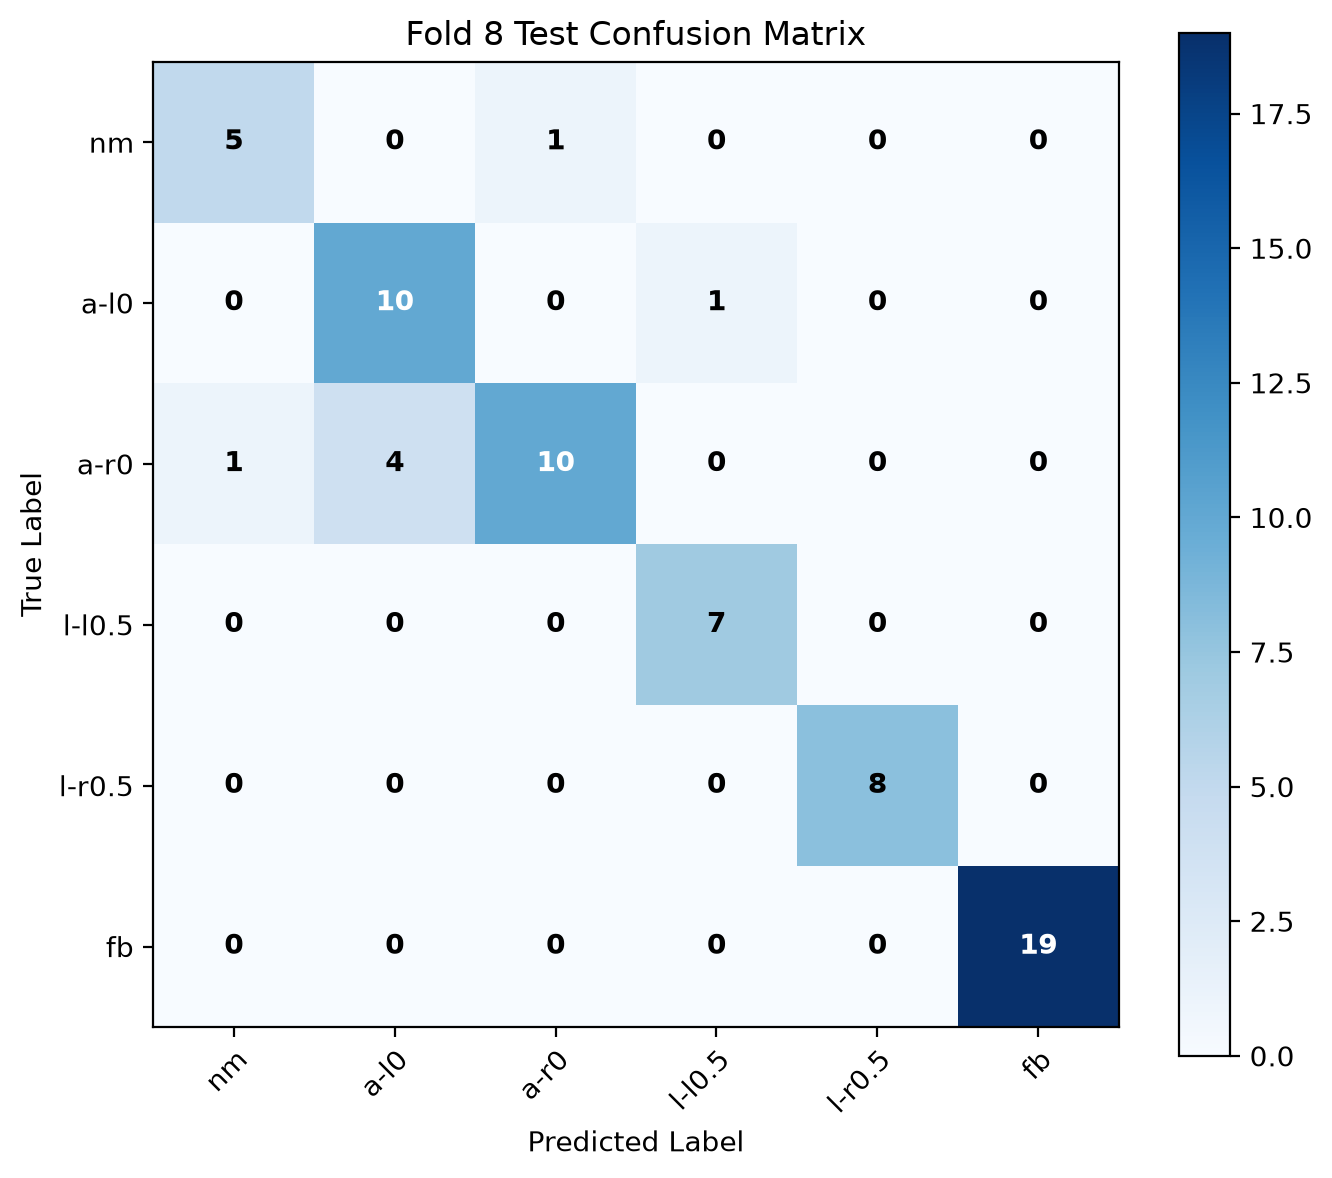 Fold 8 Test Confusion Matrix
nm 5 0 1 0 0 0
a-l0 0 10 0 1 0 0
a-r0 1 4 10 0 0 0
l-l0.5 0 0 0 7 0 0
l-r0.5 0 0 0 0 8 0
fb 0 0 0 0 0 19
nm a-l0 a-r0 l-l0.5 l-r0.5 fb
True Label
Predicted Label
17.5
15.0
12.5
10.0
7.5
5.0
2.5
0.0